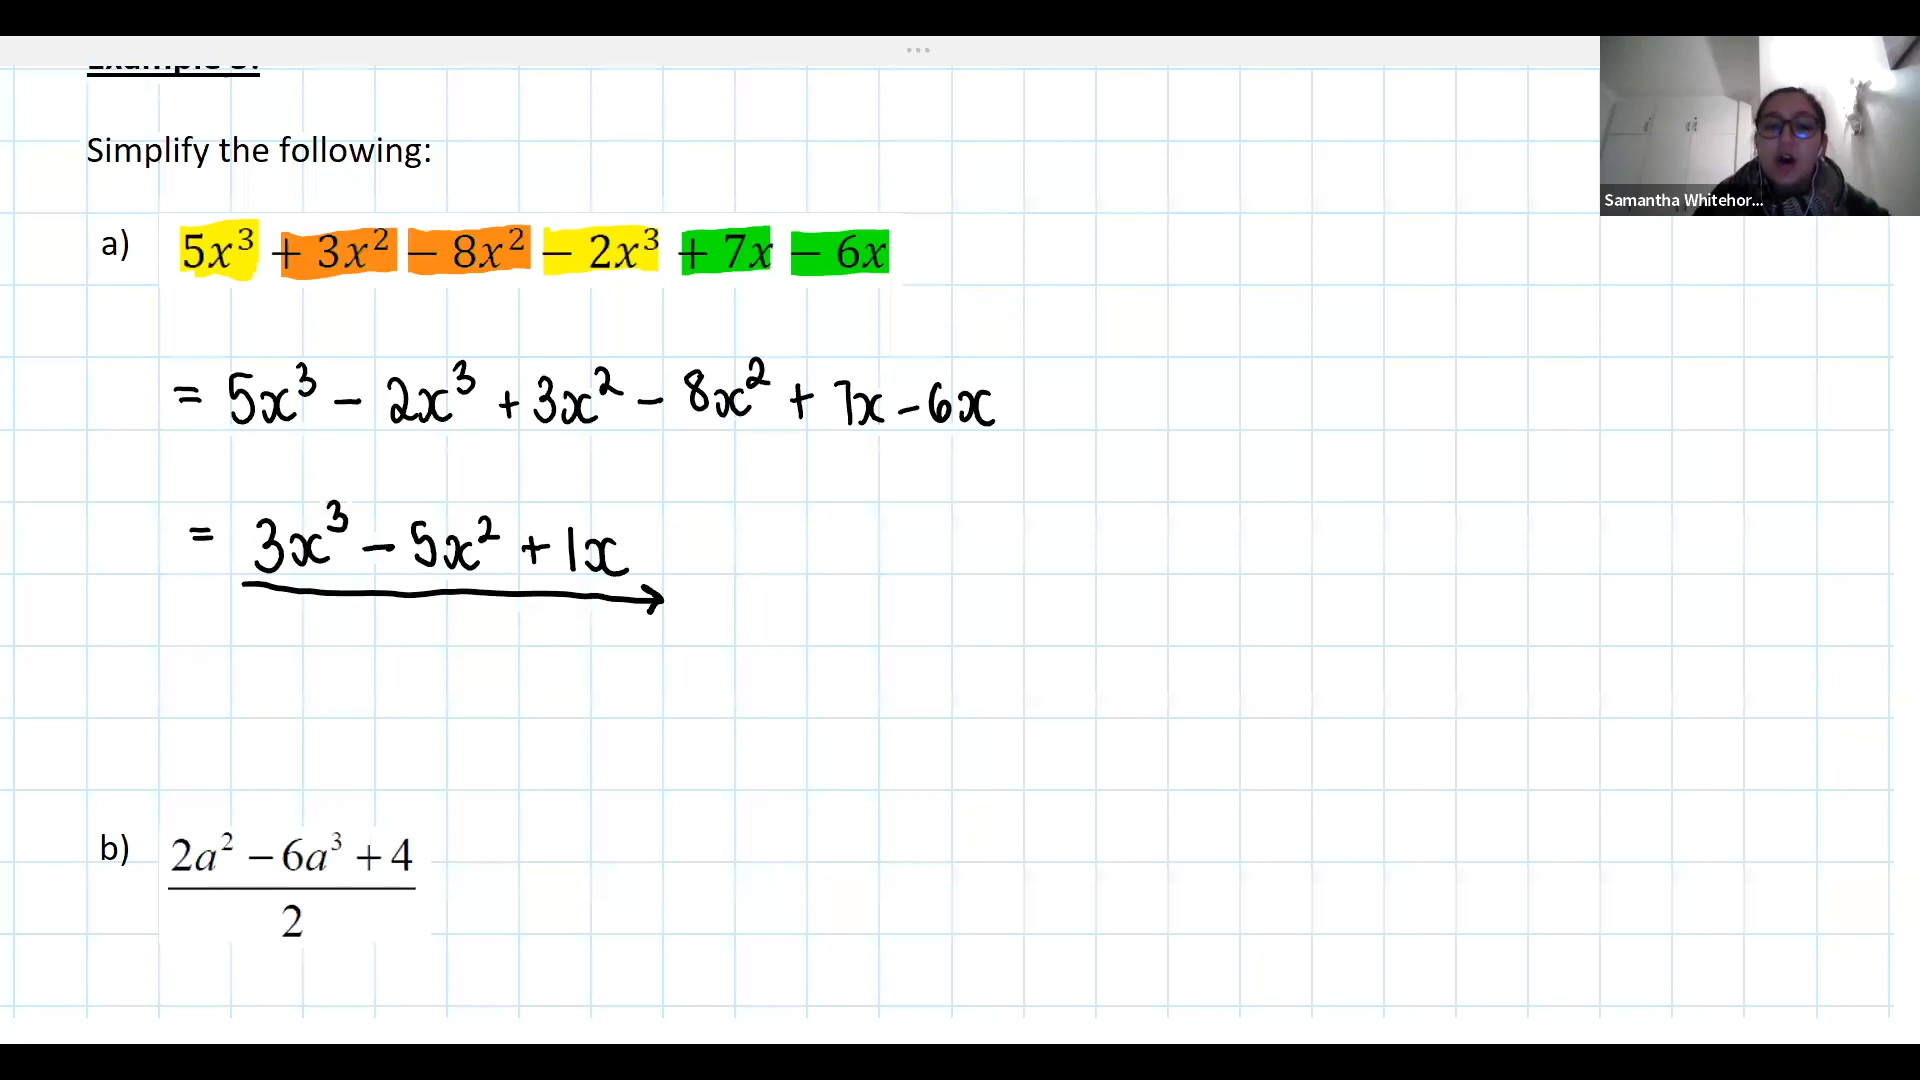 Simplify the following:
Samantha Whitehor...
a) 5x³ + 3x² − 8x² − 2x³ + 7x − 6x
= 5x³ − 2x³ + 3x² − 8x² + 7x − 6x
= 3x³ − 5x² + 1x
b) 2a² − 6a³ + 4
2